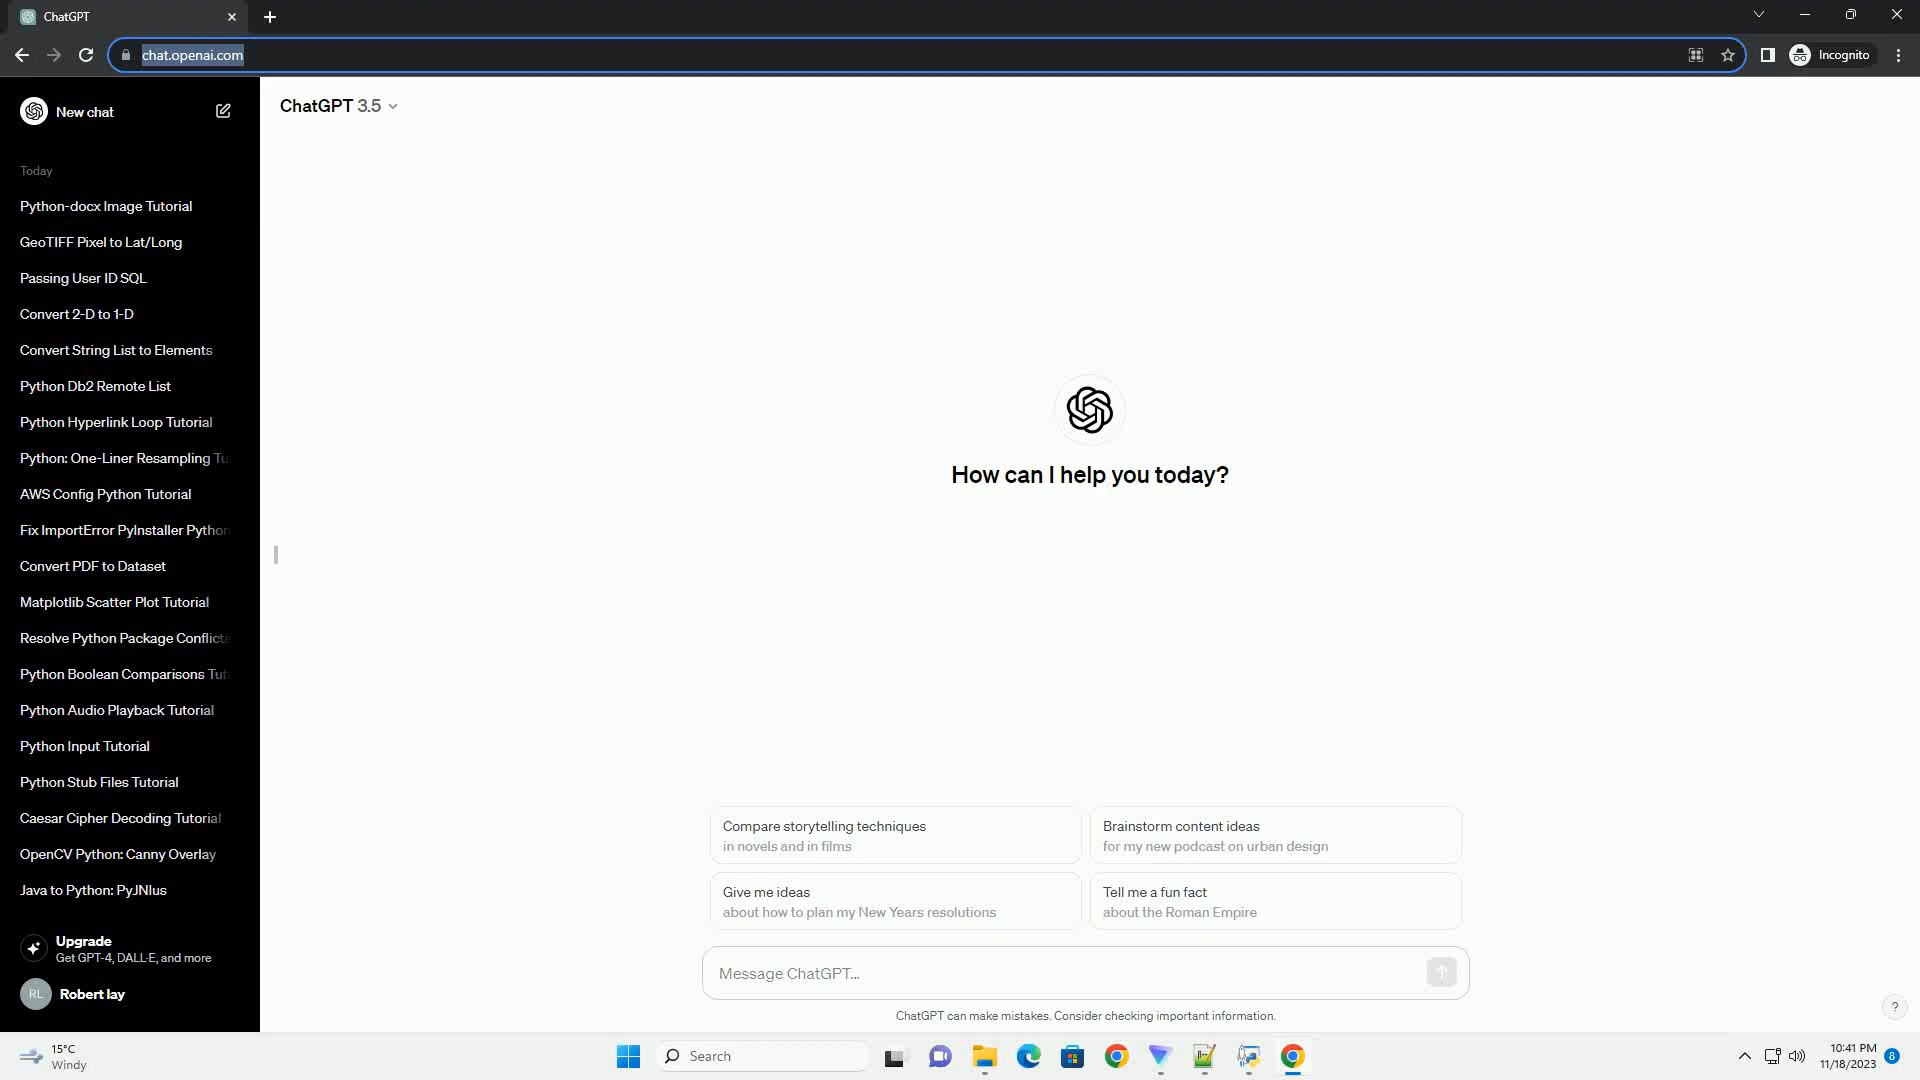 ChatGPT
chat.openai.com
Incognito
New chat
ChatGPT 3.5
Today
Python-docx Image Tutorial
GeoTIFF Pixel to Lat/Long
Passing User ID SQL
Convert 2-D to 1-D
Convert String List to Elements
Python Db2 Remote List
Python Hyperlink Loop Tutorial
Python: One-Liner Resampling Tu
AWS Config Python Tutorial
Fix ImportError PyInstaller Python
Convert PDF to Dataset
Matplotlib Scatter Plot Tutorial
Resolve Python Package Conflicts
Python Boolean Comparisons Tut
Python Audio Playback Tutorial
Python Input Tutorial
Python Stub Files Tutorial
Caesar Cipher Decoding Tutorial
OpenCV Python: Canny Overlay
Java to Python: PyJNIus
Upgrade
Get GPT-4, DALL·E, and more
RL
Robert lay
How can I help you today?
Compare storytelling techniques
in novels and in films
Brainstorm content ideas
for my new podcast on urban design
Give me ideas
about how to plan my New Years resolutions
Tell me a fun fact
about the Roman Empire
Message ChatGPT...
ChatGPT can make mistakes. Consider checking important information.
?
15°C
Windy
Search
10:41 PM
11/18/2023
8